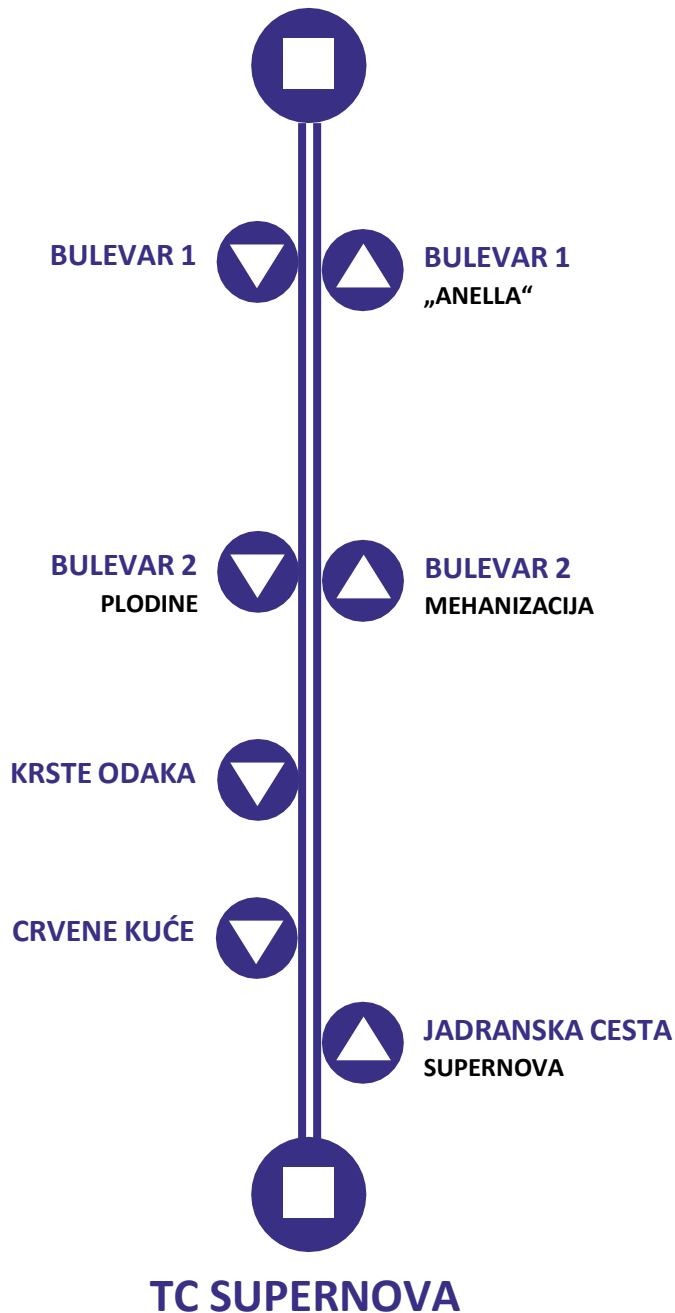 BULEVAR 1
BULEVAR 1
„ANELLA“
BULEVAR 2
PLODINE
BULEVAR 2
MEHANIZACIJA
KRSTE ODAKA
CRVENE KUĆE
JADRANSKA CESTA
SUPERNOVA
TC SUPERNOVA